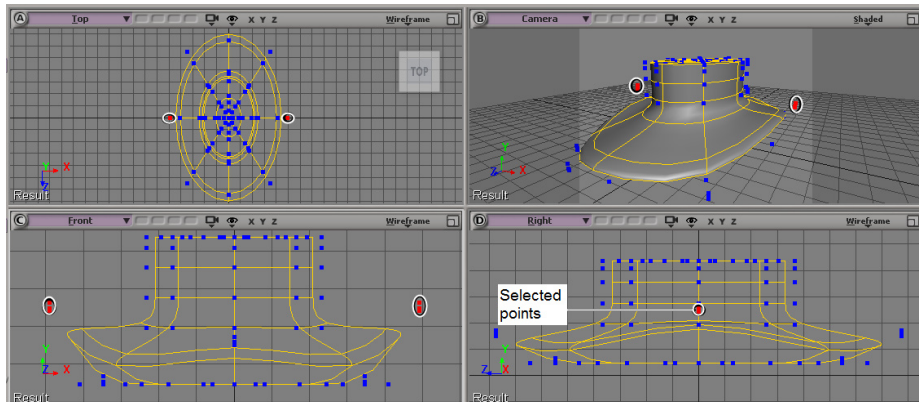 A Top X Y Z Wireframe
TOP
X
Y
Z
Result
B Camera X Y Z Shaded
Y
Z X
Result
C Front X Y Z Wireframe
Y
Z X
Result
D Right X Y Z Wireframe
Selected
points
Y
Z X
Result